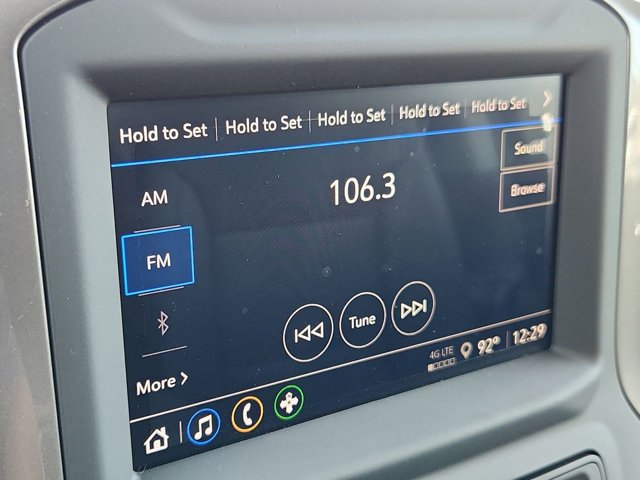 Hold to Set Hold to Set Hold to Set Hold to Set Hold to Set
Sound
AM 106.3
Browse
FM
Tune
More
4G LTE 92° 12:29